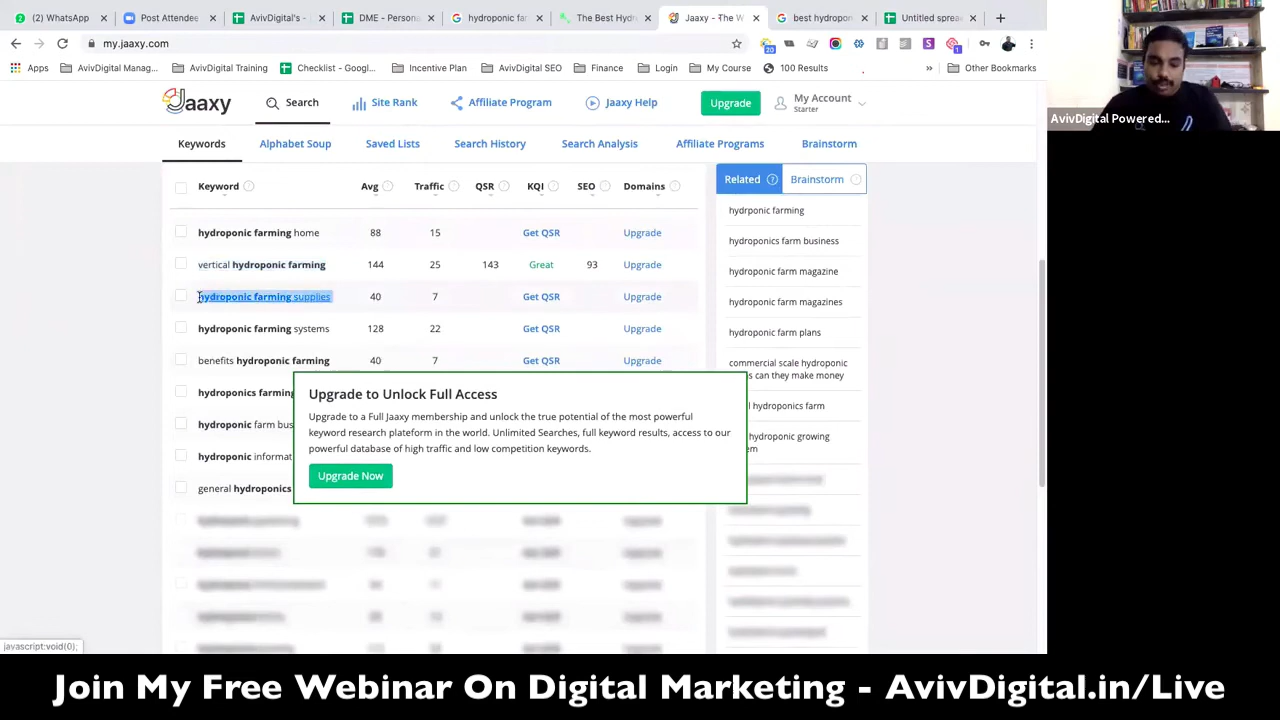 (2) WhatsApp
Post Attendee
AvivDigital's -
DME - Persona
hydroponic far
The Best Hydr
Jaaxy - The W
best hydropon
Untitled sprea
my.jaaxy.com
20
1
Apps
AvivDigital Manag...
AvivDigital Training
Checklist - Googl...
Incentive Plan
AvivDigital SEO
Finance
Login
My Course
100 Results
»
Other Bookmarks
Jaaxy
Search
Site Rank
Affiliate Program
Jaaxy Help
Upgrade
My Account
Starter
Keywords
Alphabet Soup
Saved Lists
Search History
Search Analysis
Affiliate Programs
Brainstorm
Keyword Avg Traffic QSR KQI SEO Domains
hydroponic farming home 88 15 Get QSR Upgrade
vertical hydroponic farming 144 25 143 Great 93 Upgrade
hydroponic farming supplies 40 7 Get QSR Upgrade
hydroponic farming systems 128 22 Get QSR Upgrade
benefits hydroponic farming 40 7 Get QSR Upgrade
hydroponics farming
hydroponic farm bus
hydroponic informat
general hydroponics
Upgrade to Unlock Full Access
Upgrade to a Full Jaaxy membership and unlock the true potential of the most powerful
keyword research plateform in the world. Unlimited Searches, full keyword results, access to our
powerful database of high traffic and low competition keywords.
Upgrade Now
Related
Brainstorm
hydrponic farming
hydroponics farm business
hydroponic farm magazine
hydroponic farm magazines
hydroponic farm plans
commercial scale hydroponic
s can they make money
l hydroponics farm
hydroponic growing
em
javascript:void(0);
AvivDigital Powered...
Join My Free Webinar On Digital Marketing - AvivDigital.in/Live